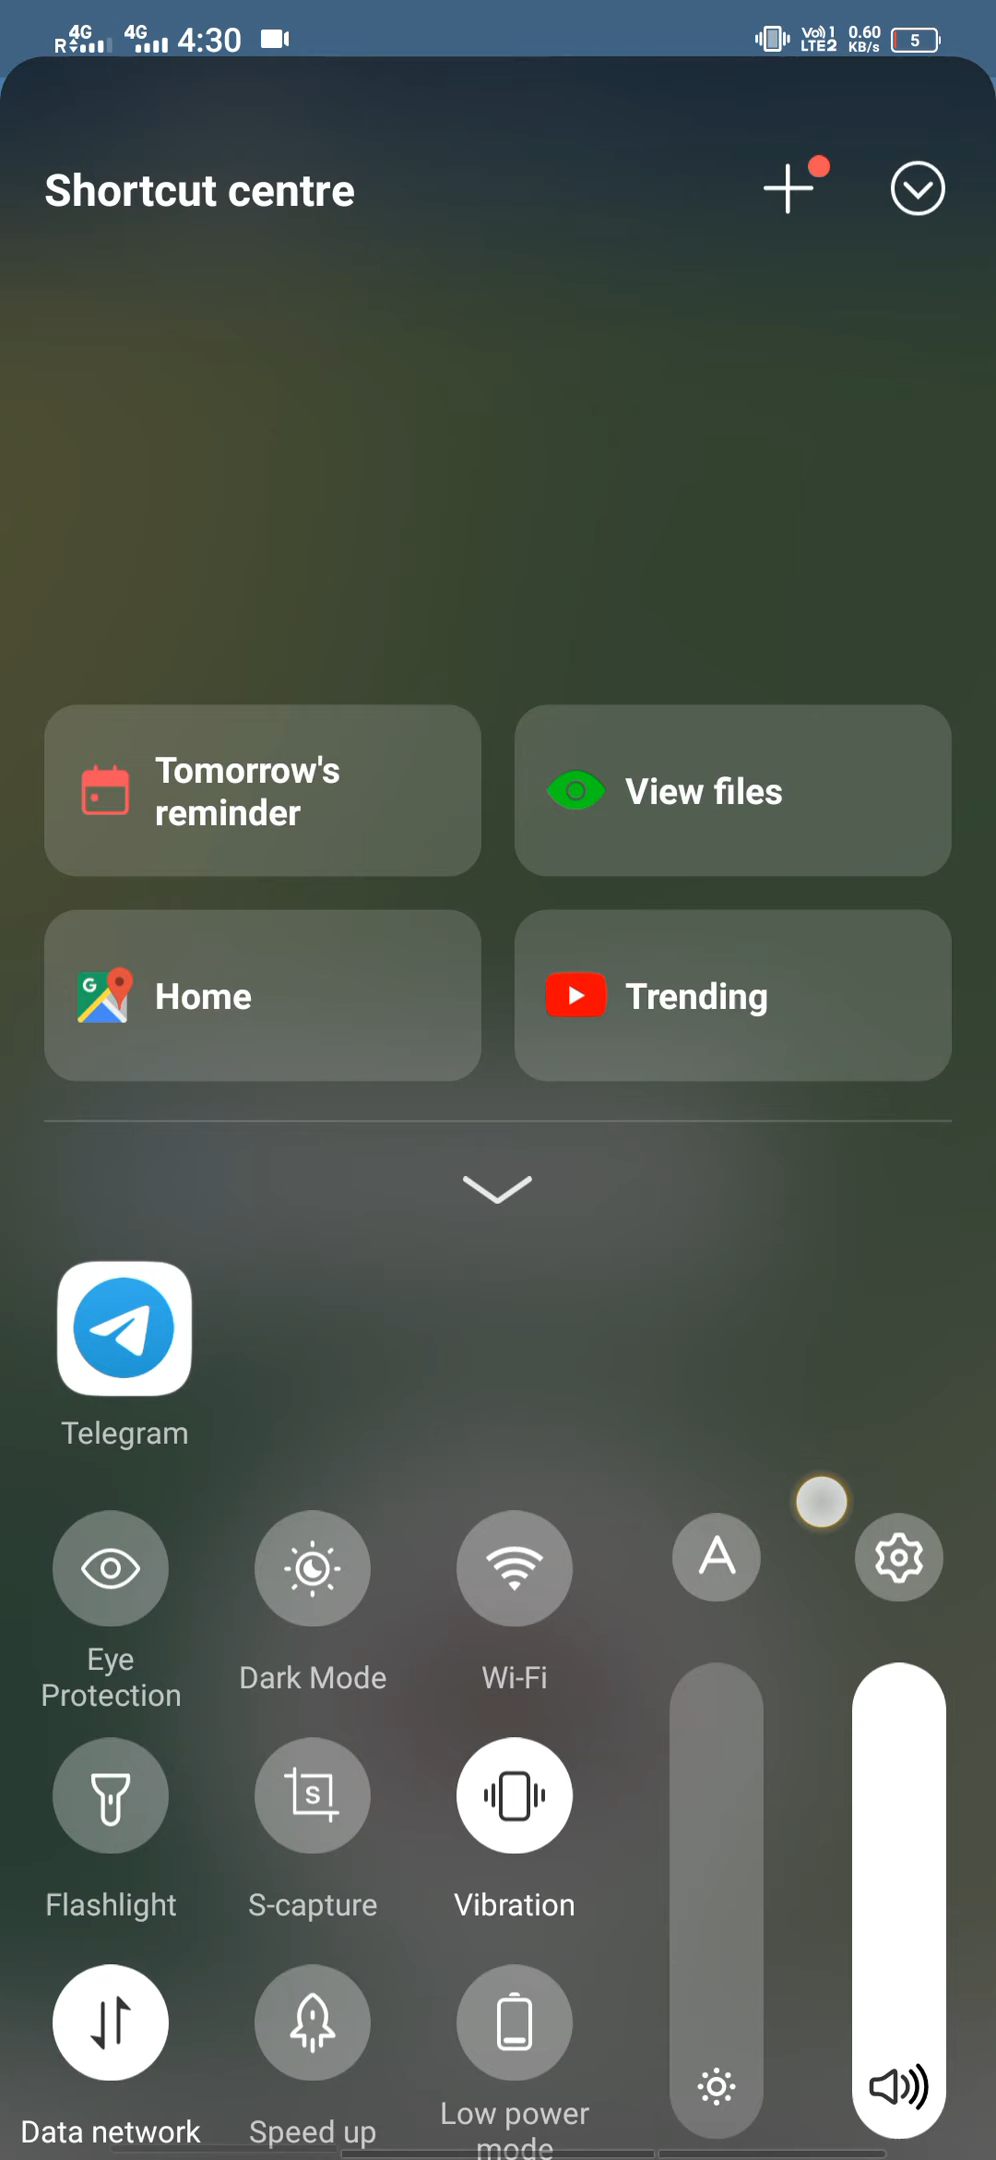 R 4G 4G 4:30 Vo) 1 LTE2 0.60 KB/s 5
Shortcut centre
Tomorrow's
reminder
View files
G
Home
Trending
Telegram
A
Eye
Protection
Dark Mode
Wi-Fi
S
Flashlight
S-capture
Vibration
Data network
Speed up
Low power
mode